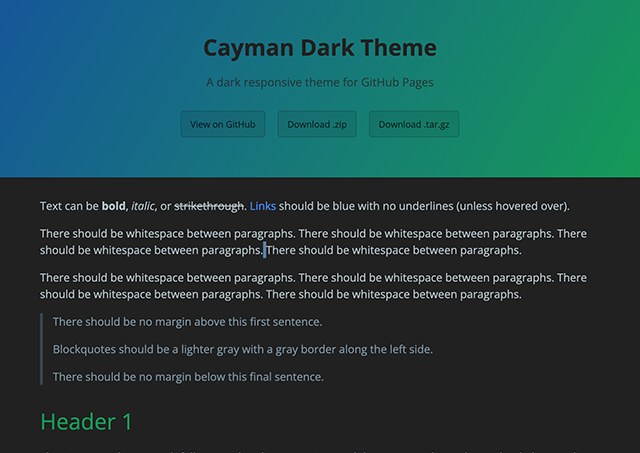 Cayman Dark Theme
A dark responsive theme for GitHub Pages
View on GitHub
Download .zip
Download .tar.gz
Text can be bold, italic, or strikethrough. Links should be blue with no underlines (unless hovered over).
There should be whitespace between paragraphs. There should be whitespace between paragraphs. There
should be whitespace between paragraphs. There should be whitespace between paragraphs.
There should be whitespace between paragraphs. There should be whitespace between paragraphs. There
should be whitespace between paragraphs. There should be whitespace between paragraphs.
There should be no margin above this first sentence.
Blockquotes should be a lighter gray with a gray border along the left side.
There should be no margin below this final sentence.
Header 1